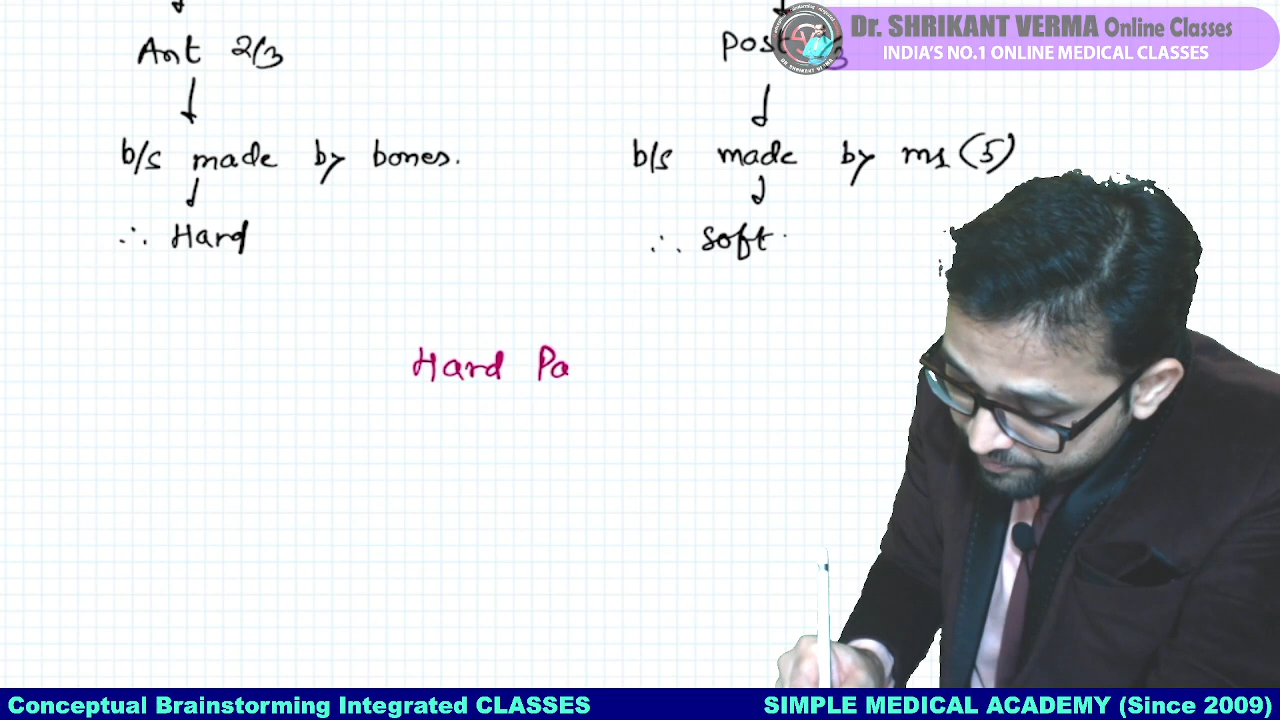 Dr. SHRIKANT VERMA Online Classes
INDIA'S NO.1 ONLINE MEDICAL CLASSES
Ant 2/3
Post
b/s made by bones.
b/s made by ms (5)
∴ Hard
∴ Soft
Hard Pa
Conceptual Brainstorming Integrated CLASSES
SIMPLE MEDICAL ACADEMY (Since 2009)